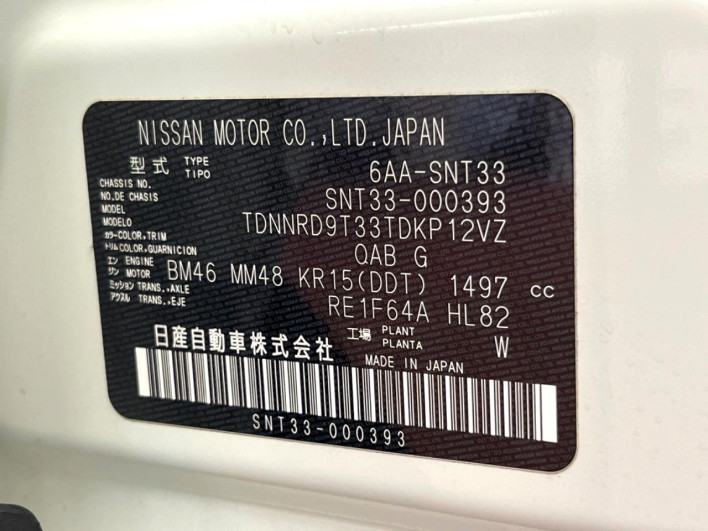 NISSAN MOTOR CO.,LTD.JAPAN
型式 TYPE TIPO 6AA-SNT33
CHASSIS NO. NO.DE CHASIS SNT33-000393
MODEL MODELO TDNNRD9T33TDKP12VZ
カラー COLOR,TRIM トリム COLOR,GUARNICION QAB G
エンジン ENGINE MOTOR BM46 MM48 KR15(DDT) 1497 cc
ミッション TRANS.,AXLE アクスル TRANS.,EJE RE1F64A HL82
工場 PLANT PLANTA W
日産自動車株式会社 MADE IN JAPAN
SNT33-000393